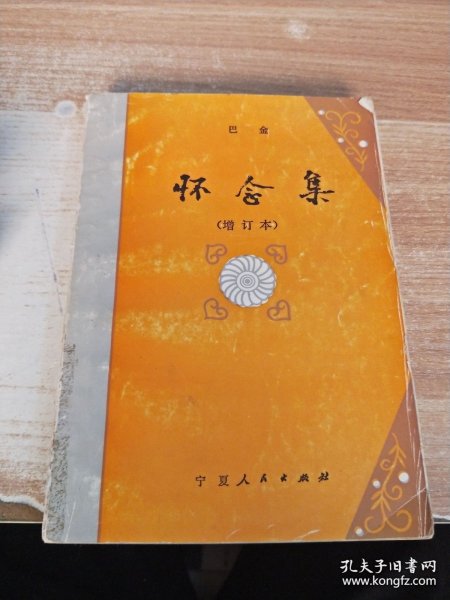 巴金
怀念集
(增订本)
宁夏人民出版社
孔夫子旧书网
www.kongfz.com